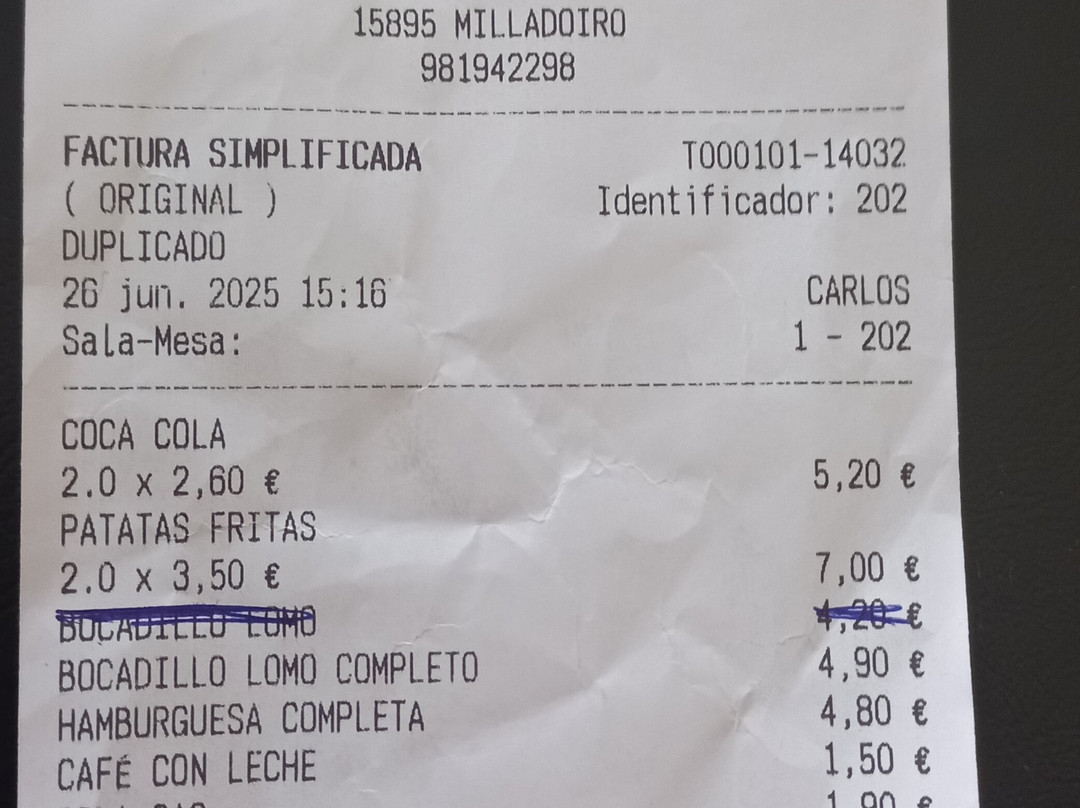 15895 MILLADOIRO
981942298
FACTURA SIMPLIFICADA T000101-14032
( ORIGINAL ) Identificador: 202
DUPLICADO
26 jun. 2025 15:16 CARLOS
Sala-Mesa: 1 - 202
COCA COLA
2.0 x 2,60 € 5,20 €
PATATAS FRITAS
2.0 x 3,50 € 7,00 €
BOCADILLO LOMO 4,20 €
BOCADILLO LOMO COMPLETO 4,90 €
HAMBURGUESA COMPLETA 4,80 €
CAFÉ CON LECHE 1,50 €
1,90 €